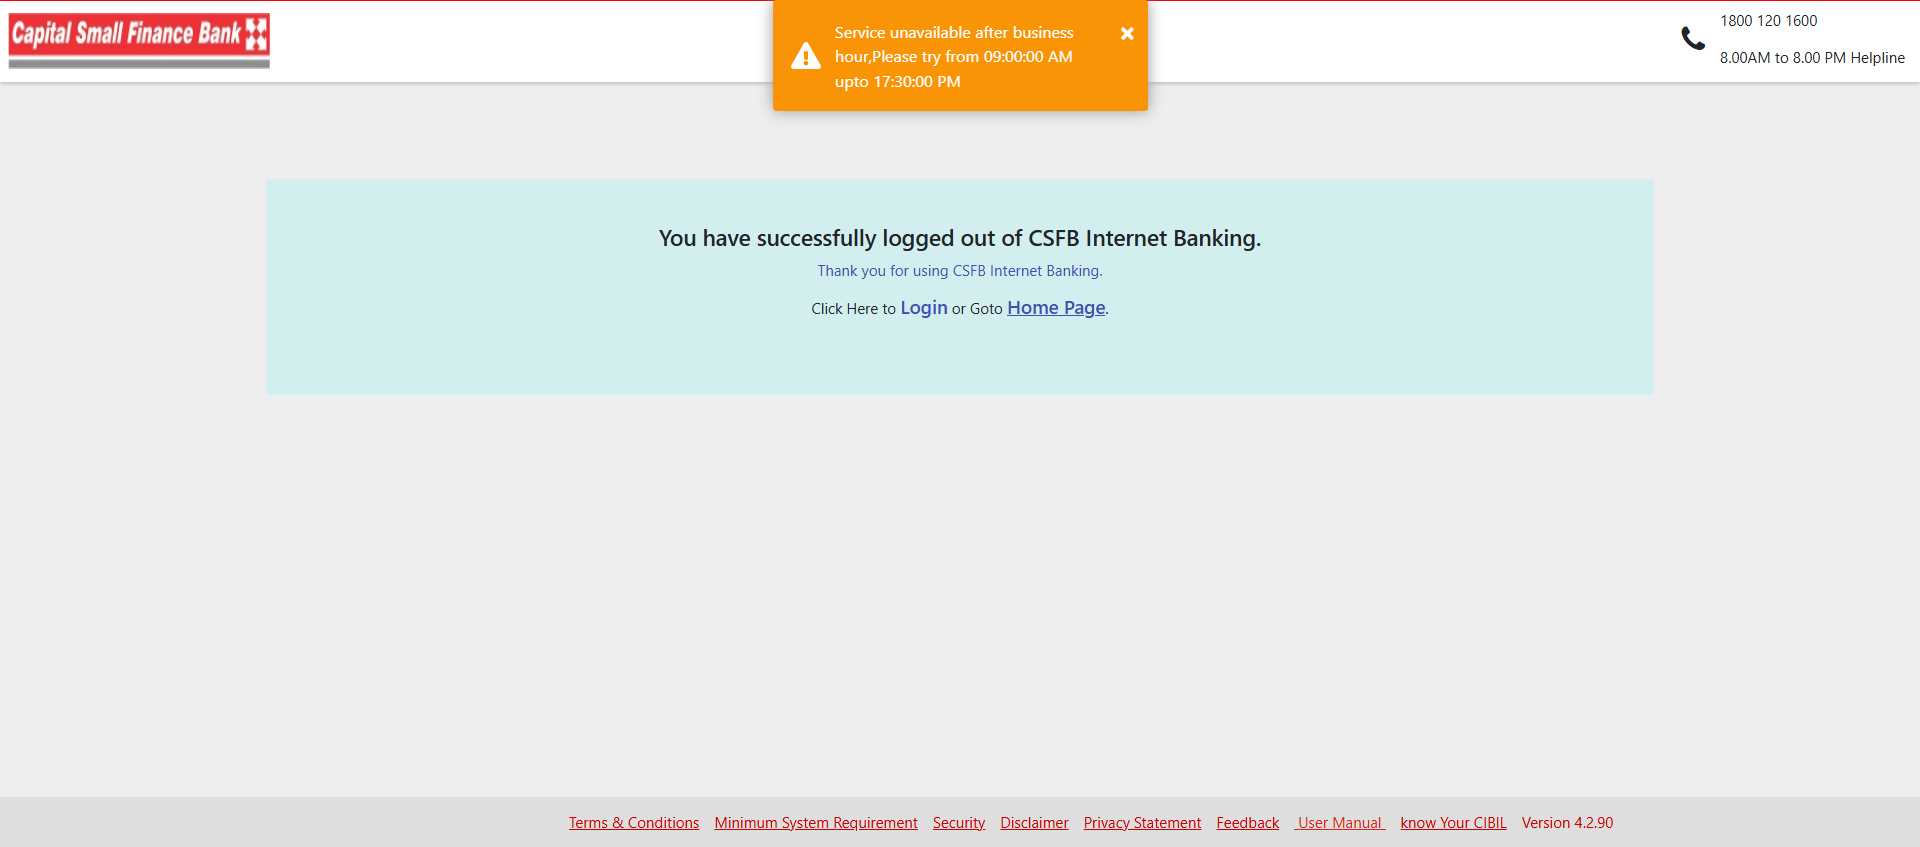 Capital Small Finance Bank
Service unavailable after business
hour,Please try from 09:00:00 AM
upto 17:30:00 PM
1800 120 1600
8.00AM to 8.00 PM Helpline
You have successfully logged out of CSFB Internet Banking.
Thank you for using CSFB Internet Banking.
Click Here to Login or Goto Home Page.
Terms & Conditions Minimum System Requirement Security Disclaimer Privacy Statement Feedback User Manual know Your CIBIL Version 4.2.90